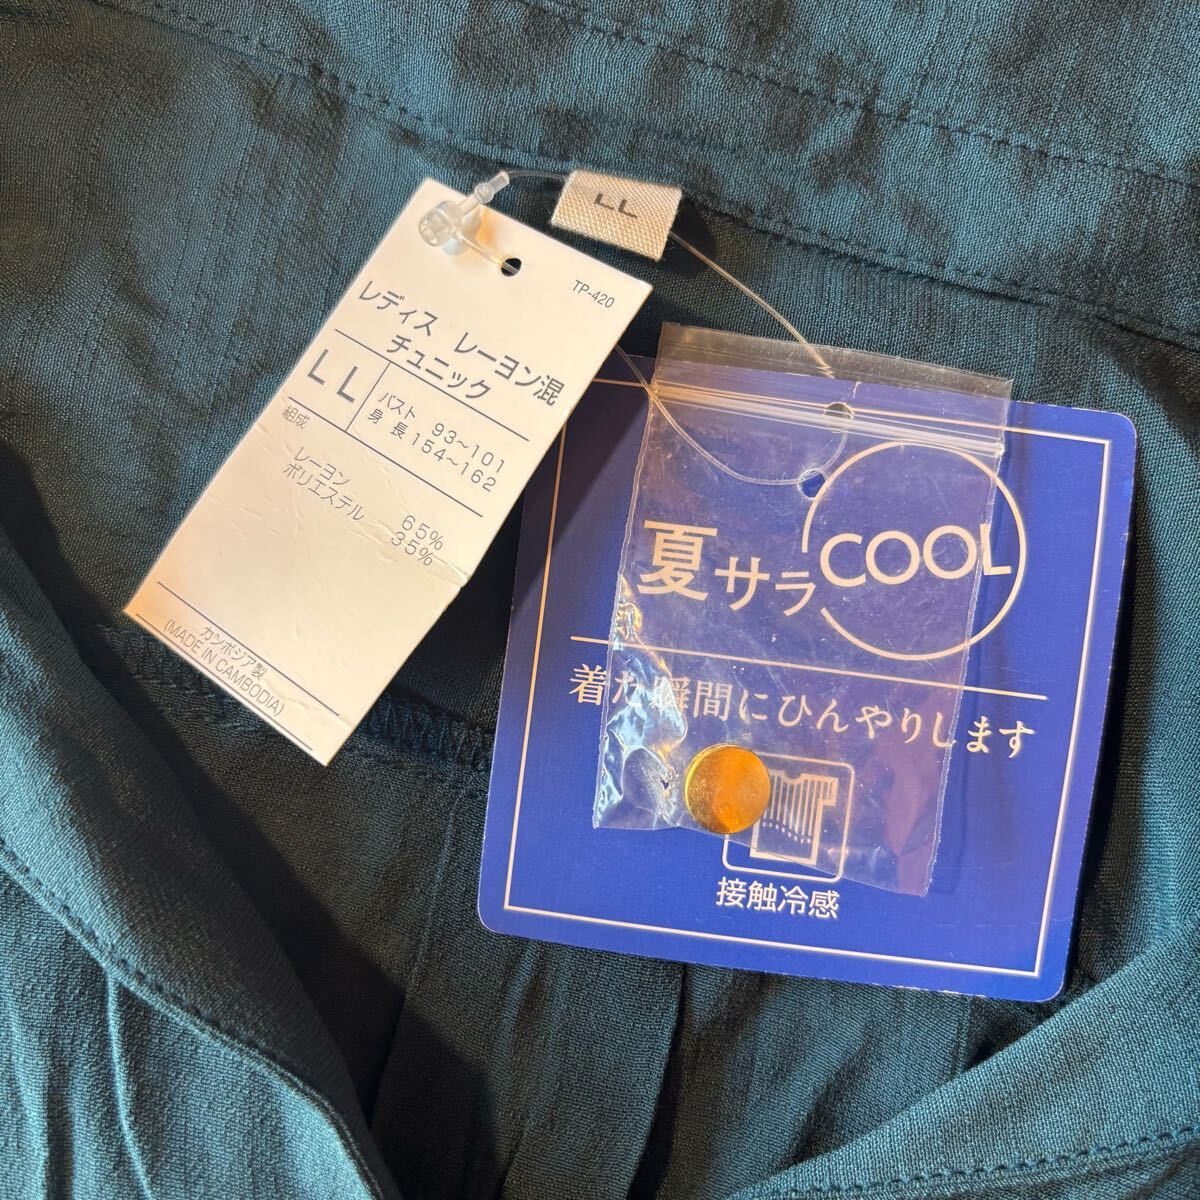 LL
TP-420
レディス レーヨン混
チュニック
LL
バスト 93~101
身長 154~162
組成
レーヨン 65%
ポリエステル 35%
カンボジア製
(MADE IN CAMBODIA)
夏サラCOOL
着た瞬間にひんやりします
接触冷感